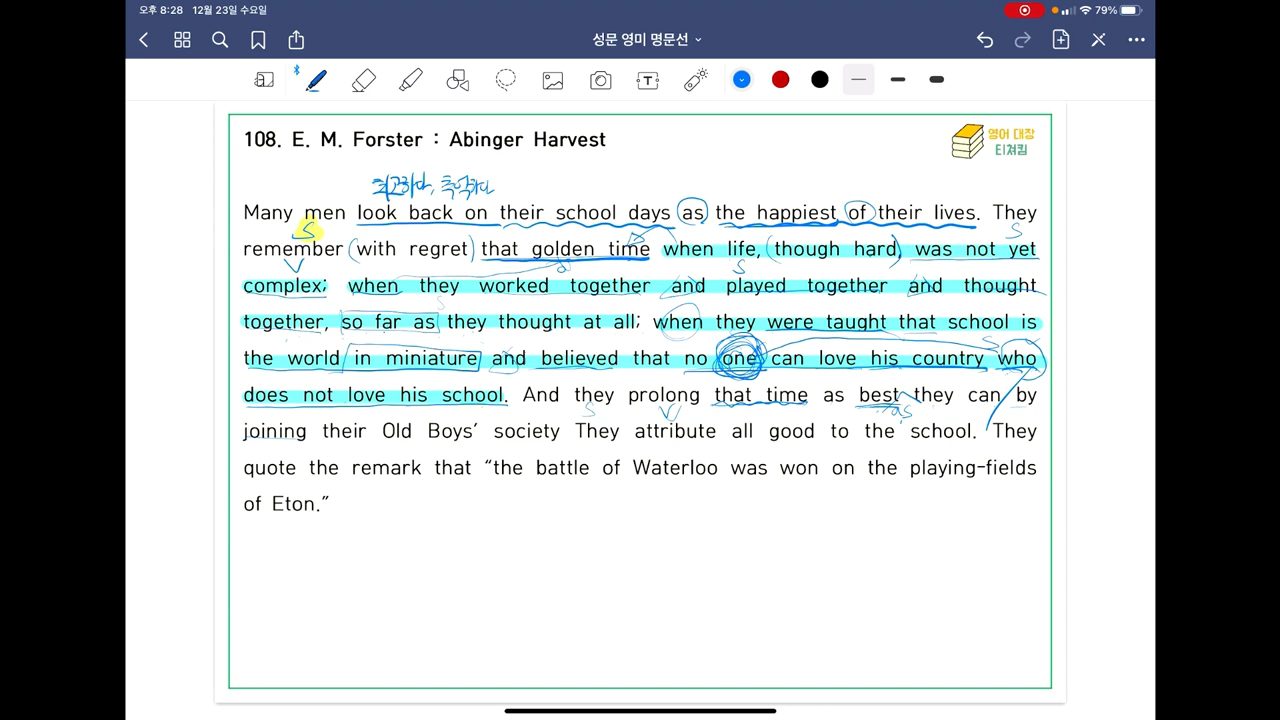 오후 8:28 12월 23일 수요일
79%
성문 영미 명문선
108. E. M. Forster : Abinger Harvest
영어 대장
티쳐킴
회고하다, 추억하다
Many men look back on their school days as the happiest of their lives. They
S
S
remember (with regret) that golden time when life, (though hard), was not yet
V
S
complex; when they worked together and played together and thought
S
together, so far as they thought at all; when they were taught that school is
S
the world in miniature and believed that no one can love his country who
does not love his school. And they prolong that time as best they can by
S
V
as
joining their Old Boys' society They attribute all good to the school. They
quote the remark that "the battle of Waterloo was won on the playing-fields
of Eton."